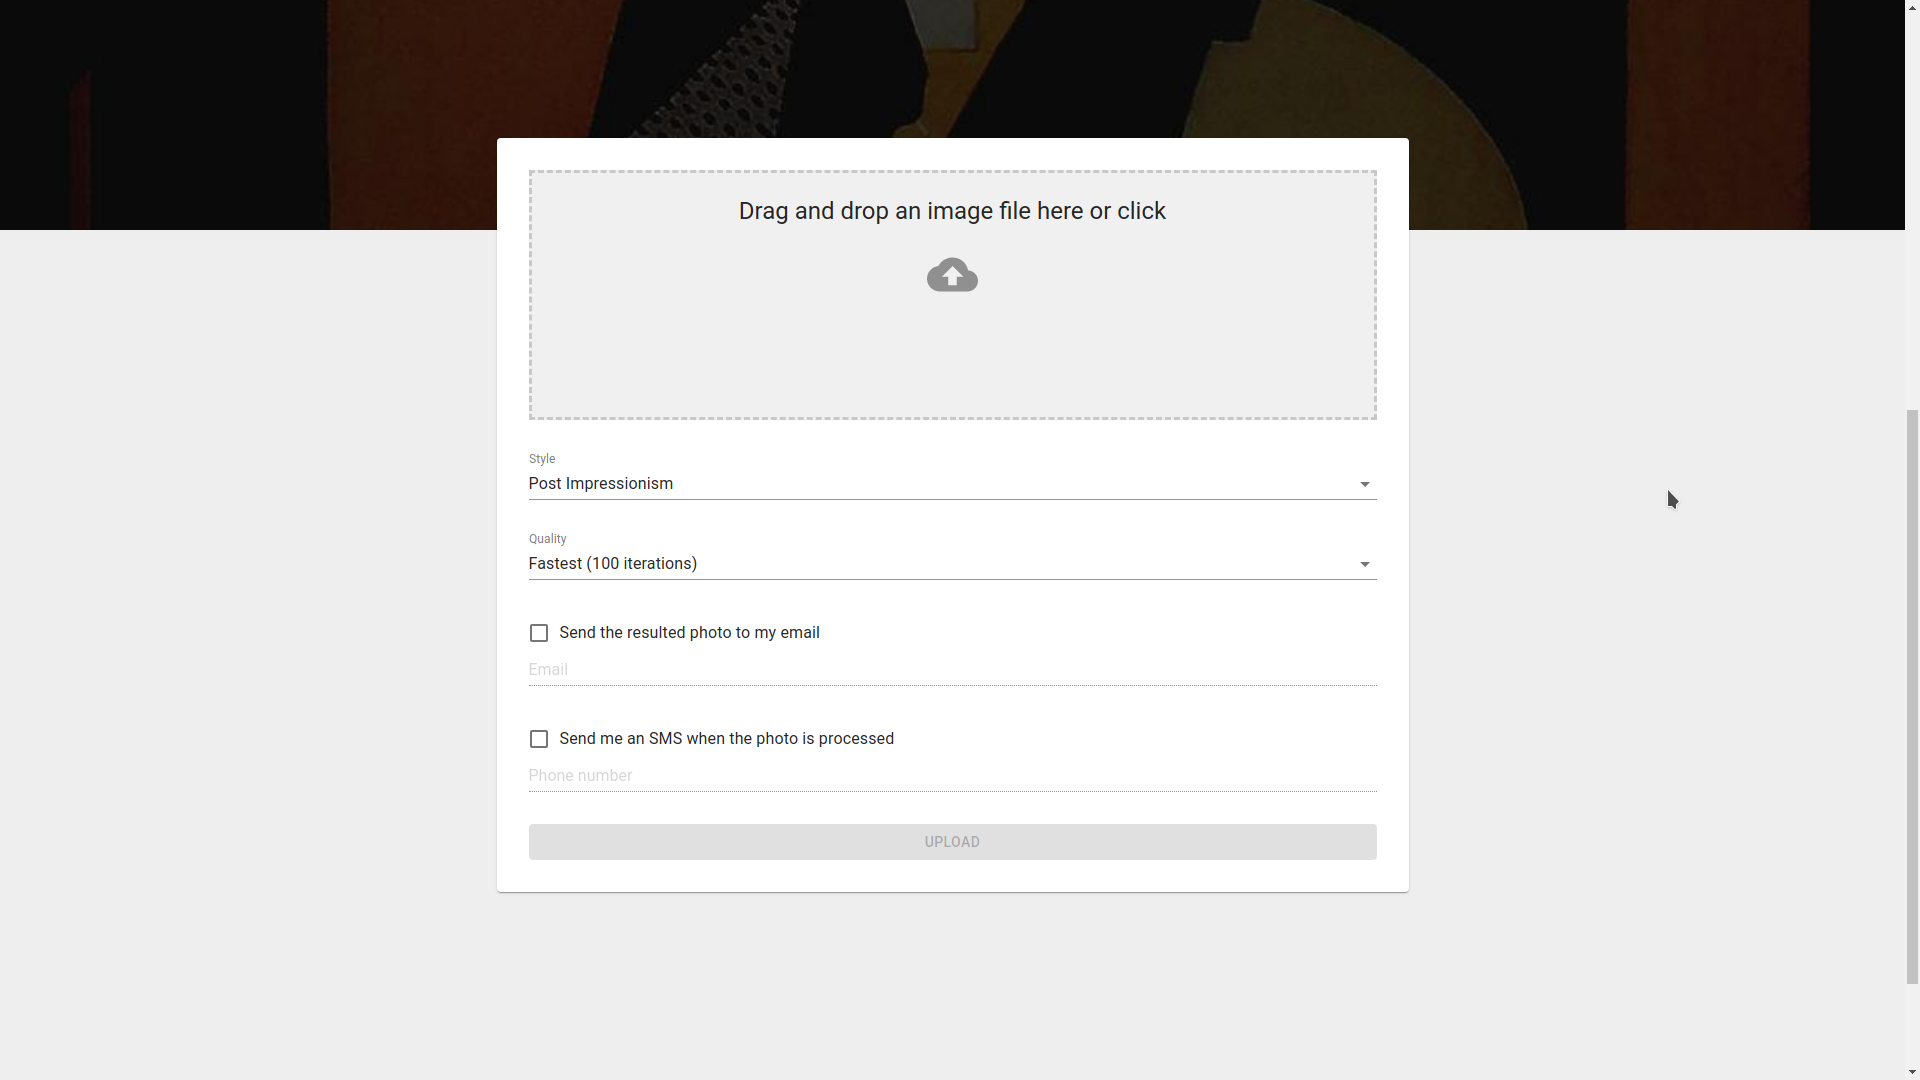 Drag and drop an image file here or click
Style
Post Impressionism
Quality
Fastest (100 iterations)
Send the resulted photo to my email
Email
Send me an SMS when the photo is processed
Phone number
UPLOAD